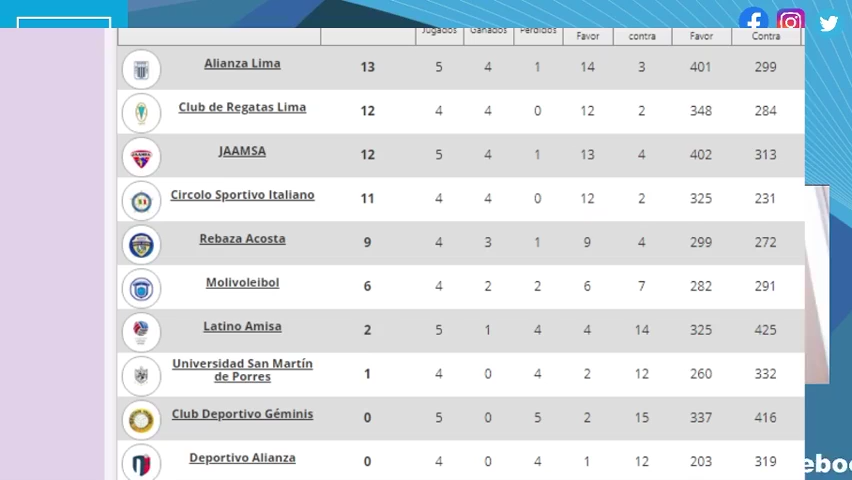 Jugados Ganados Perdidos Favor contra Favor Contra
Alianza Lima 13 5 4 1 14 3 401 299
Club de Regatas Lima 12 4 4 0 12 2 348 284
JAAMSA 12 5 4 1 13 4 402 313
Circolo Sportivo Italiano 11 4 4 0 12 2 325 231
Rebaza Acosta 9 4 3 1 9 4 299 272
Molivoleibol 6 4 2 2 6 7 282 291
Latino Amisa 2 5 1 4 4 14 325 425
Universidad San Martín
de Porres 1 4 0 4 2 12 260 332
Club Deportivo Géminis 0 5 0 5 2 15 337 416
Deportivo Alianza 0 4 0 4 1 12 203 319
eboo